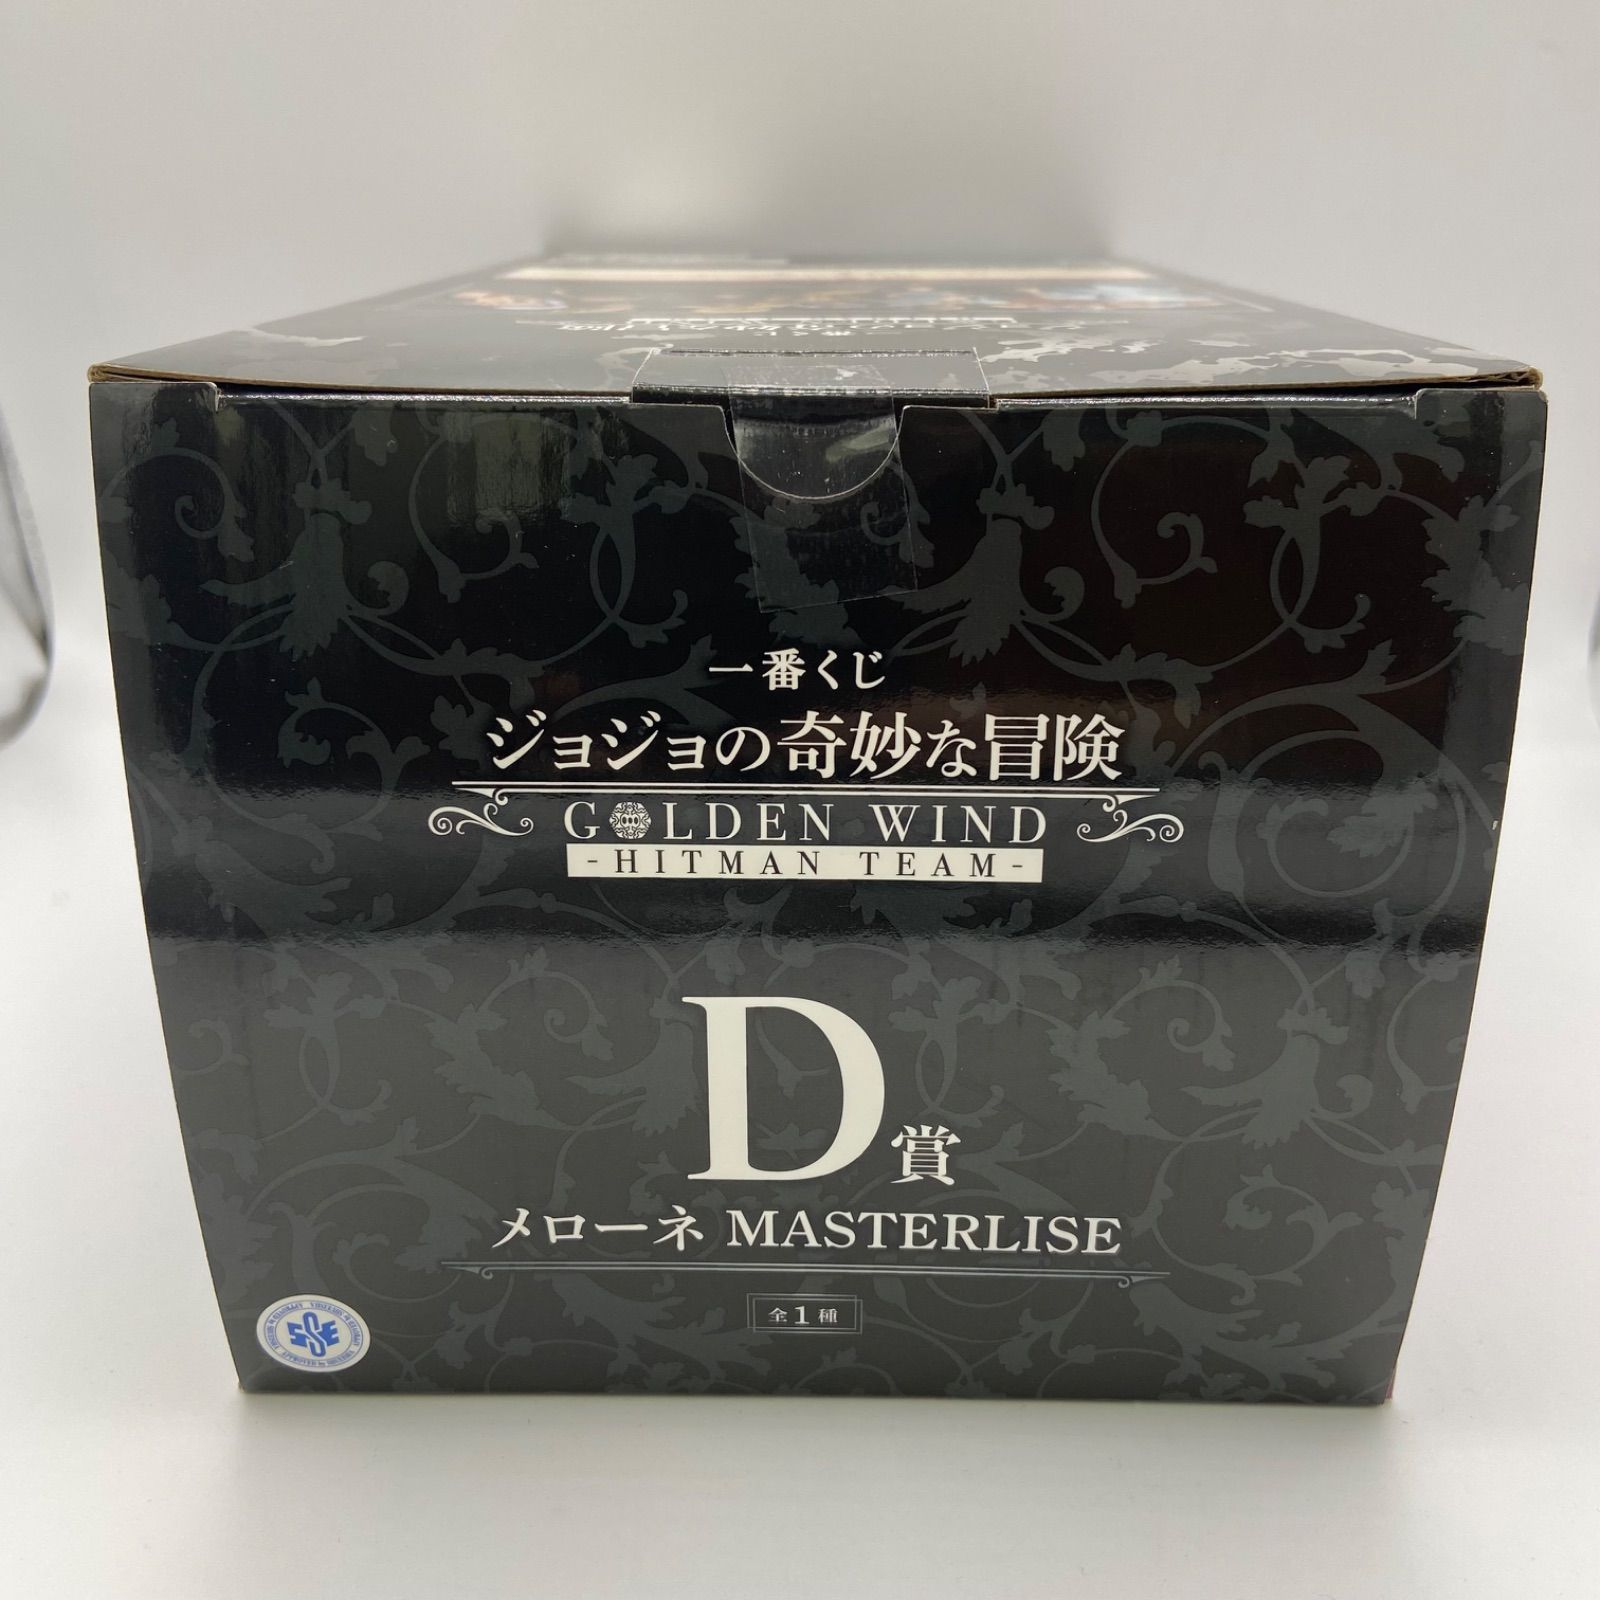 一番くじ
ジョジョの奇妙な冒険
GOLDEN WIND
-HITMAN TEAM-
D賞
メローネ MASTERLISE
全1種
SSE